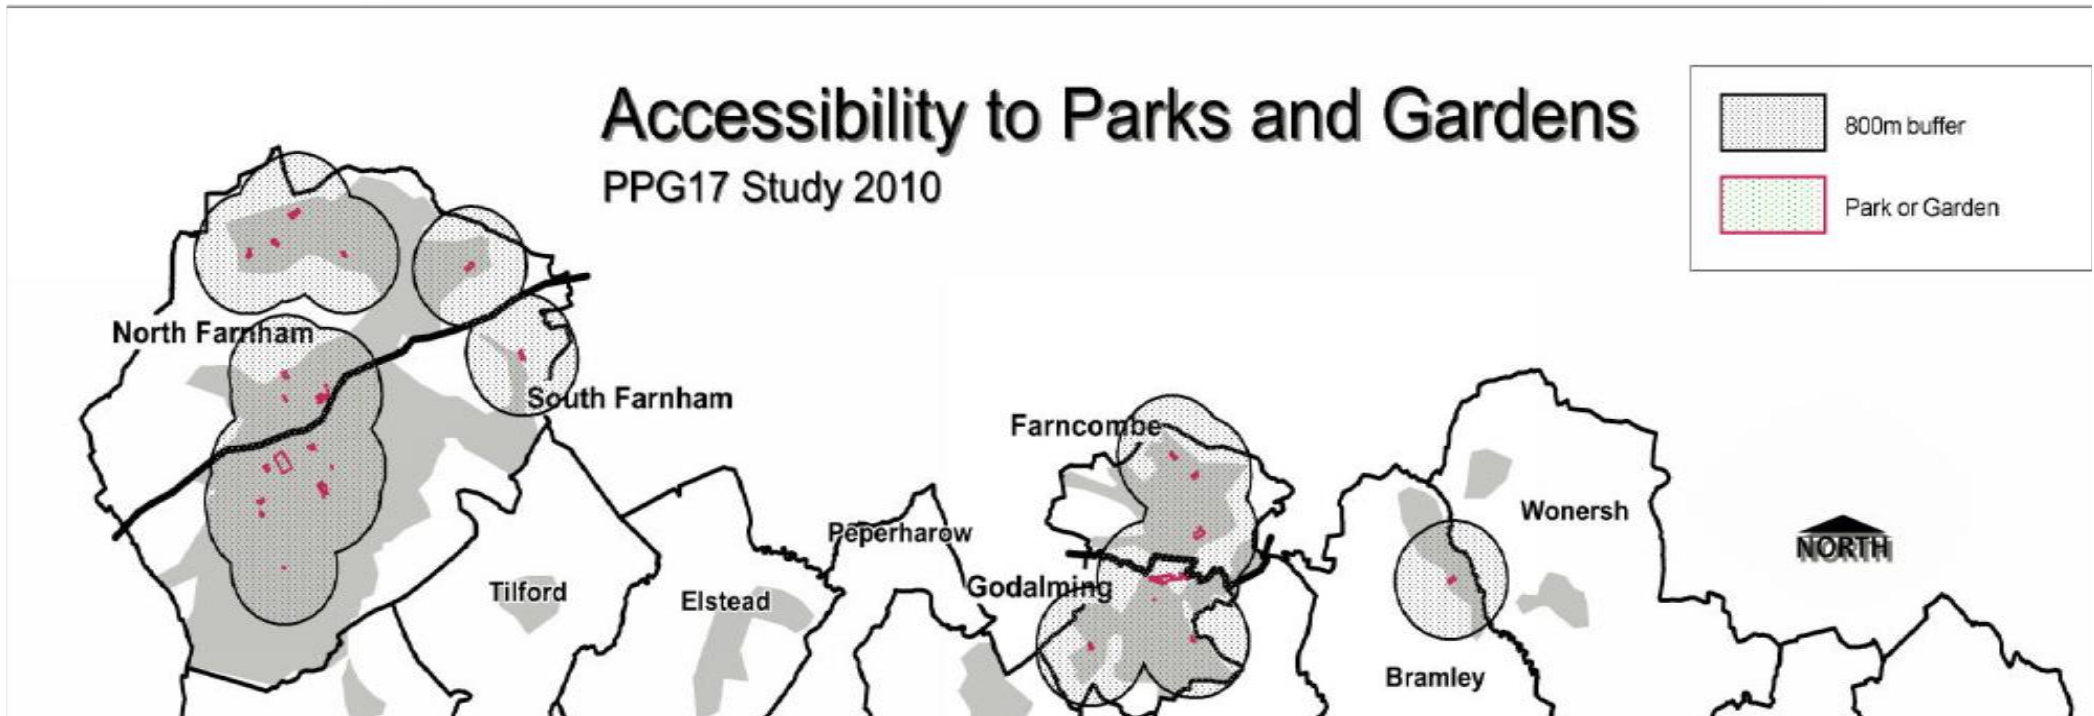 Accessibility to Parks and Gardens
PPG17 Study 2010
800m buffer
Park or Garden
North Farnham
South Farnham
Farncombe
Wonersh
Peperharow
NORTH
Tilford
Elstead
Godalming
Bramley